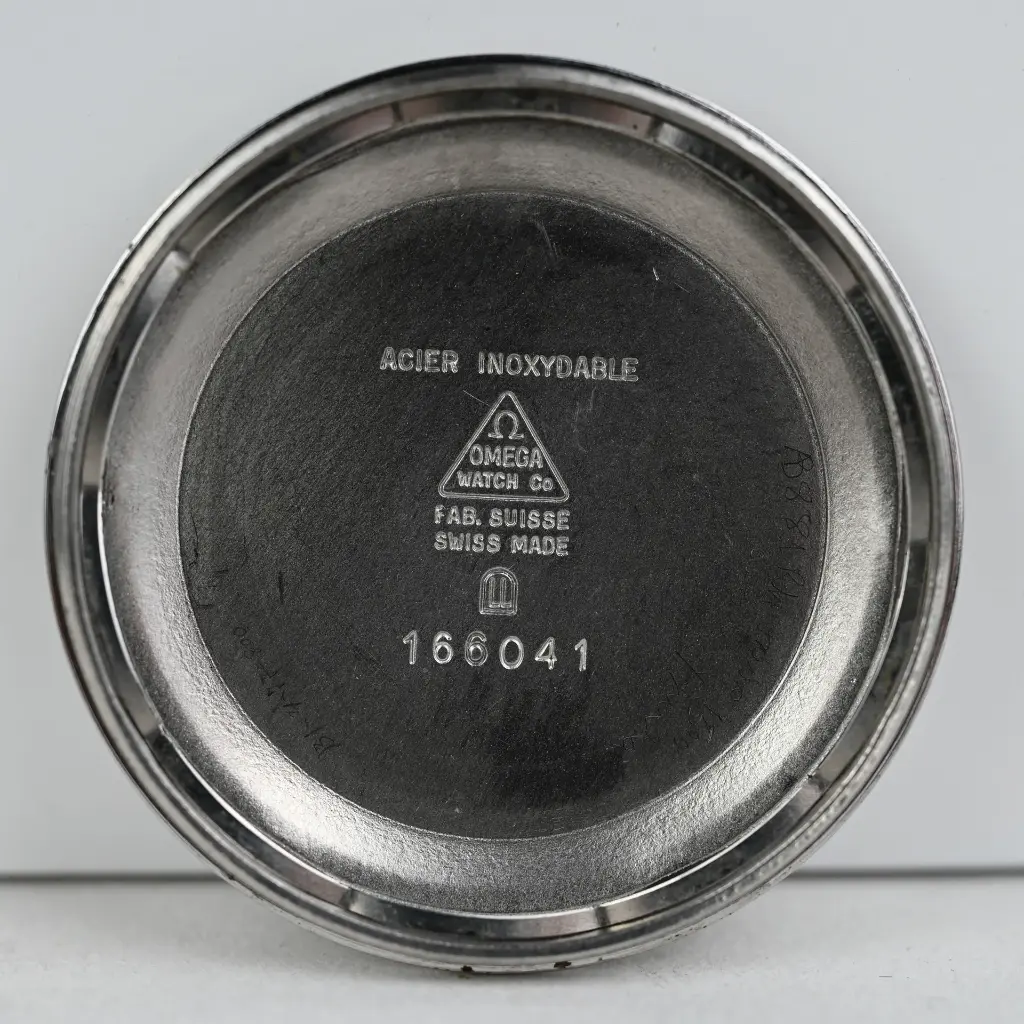 ACIER INOXYDABLE
Ω
OMEGA
WATCH Co
FAB. SUISSE
SWISS MADE
166041